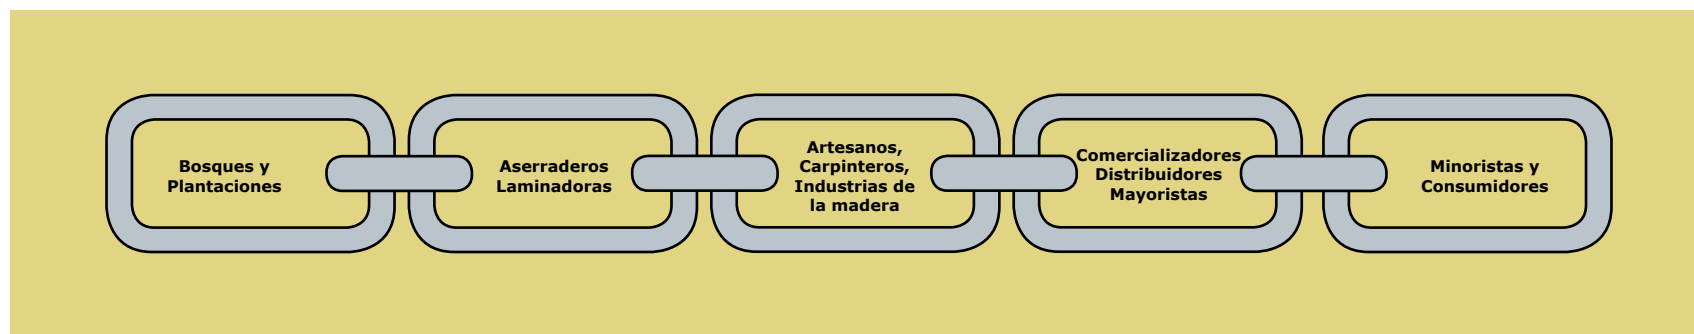 Bosques y
Plantaciones
Aserraderos
Laminadoras
Artesanos,
Carpinteros,
Industrias de
la madera
Comercializadores
Distribuidores
Mayoristas
Minoristas y
Consumidores